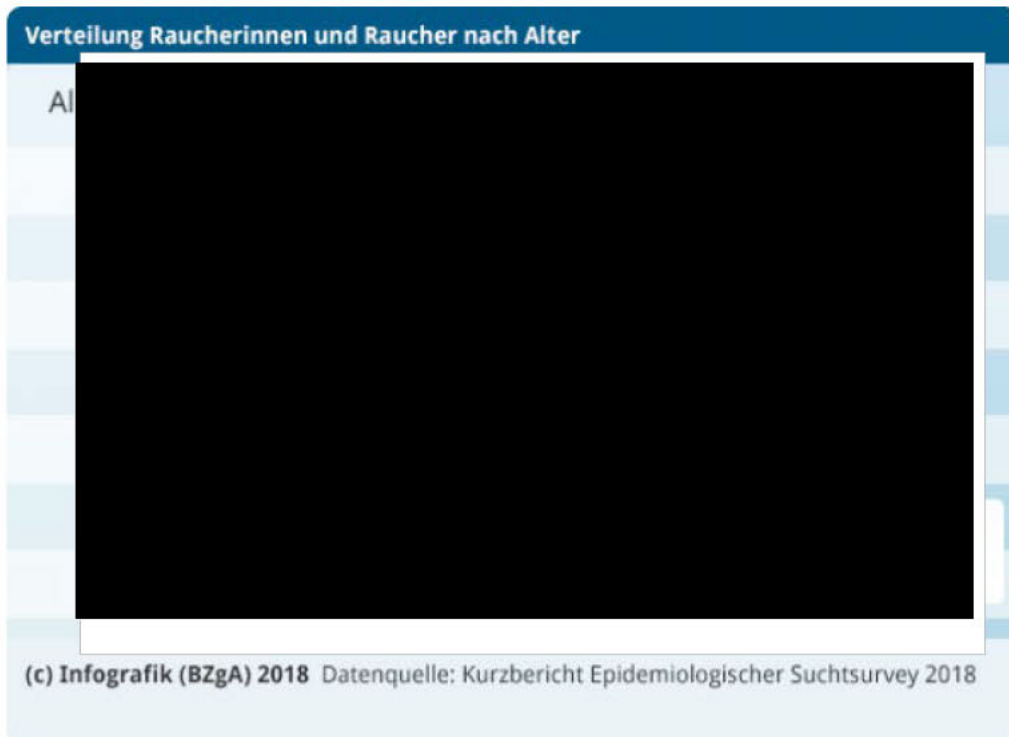 Verteilung Raucherinnen und Raucher nach Alter
(c) Infografik (BZgA) 2018 Datenquelle: Kurzbericht Epidemiologischer Suchtsurvey 2018